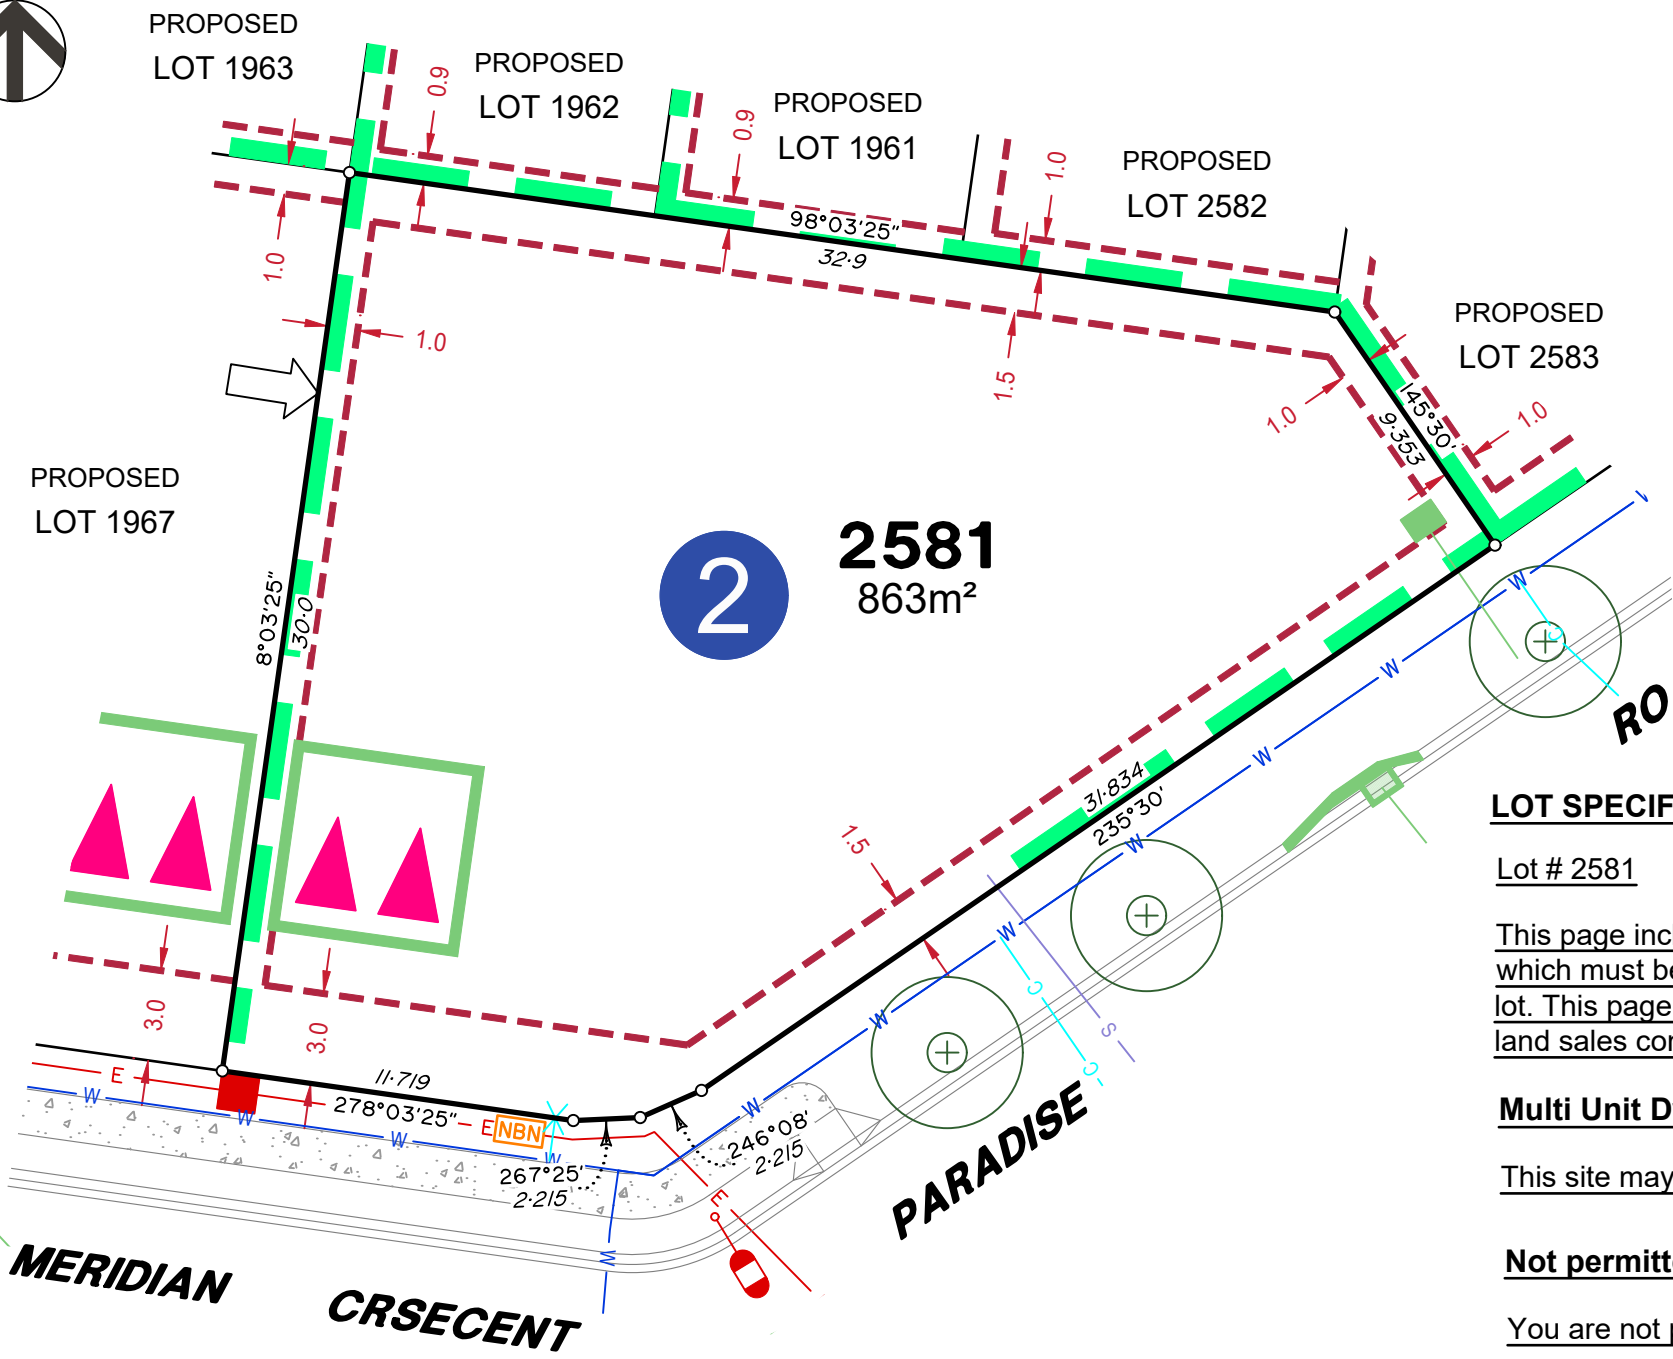 PROPOSED
LOT 1963
PROPOSED
LOT 1962
PROPOSED
LOT 1961
PROPOSED
LOT 2582
PROPOSED
LOT 2583
PROPOSED
LOT 1967
0.9
0.9
1.0
1.0
1.0
1.5
1.0
1.0
98°03'25"
32·9
145°30'
9·353
8°03'25"
30·0
2
2581
863m²
31·834
235°30'
1.5
3.0
3.0
11·719
278°03'25"
267°25'
2·215
246°08'
2·215
E
E
E
NBN
W
W
W
W
W
W
W
W
W
W
W
W
C
C
C
S
MERIDIAN
CRSECENT
PARADISE
RO
LOT SPECIF
Lot # 2581
This page incl
which must be
lot. This page
land sales con
Multi Unit D
This site may
Not permitt
You are not p